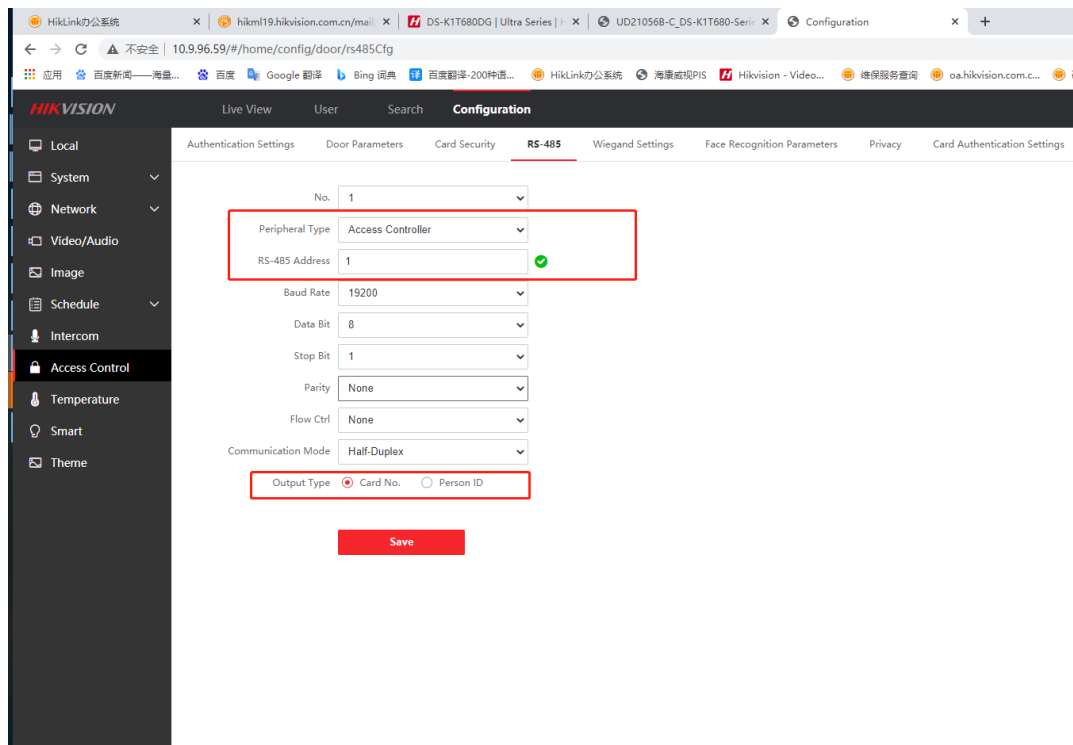 HikLink办公系统 hikml19.hikvision.com.cn/mail DS-K1T680DG | Ultra Series | H UD21056B-C_DS-K1T680-Serie Configuration
不安全 10.9.96.59/#/home/config/door/rs485Cfg
应用 百度新闻——海量... 百度 Google 翻译 Bing 词典 百度翻译-200种语... HikLink办公系统 海康威视PIS Hikvision - Video... 维保服务查询 oa.hikvision.com.c...
HIKVISION Live View User Search Configuration
Local
System
Network
Video/Audio
Image
Schedule
Intercom
Access Control
Temperature
Smart
Theme
Authentication Settings Door Parameters Card Security RS-485 Wiegand Settings Face Recognition Parameters Privacy Card Authentication Settings
No. 1
Peripheral Type Access Controller
RS-485 Address 1
Baud Rate 19200
Data Bit 8
Stop Bit 1
Parity None
Flow Ctrl None
Communication Mode Half-Duplex
Output Type Card No. Person ID
Save